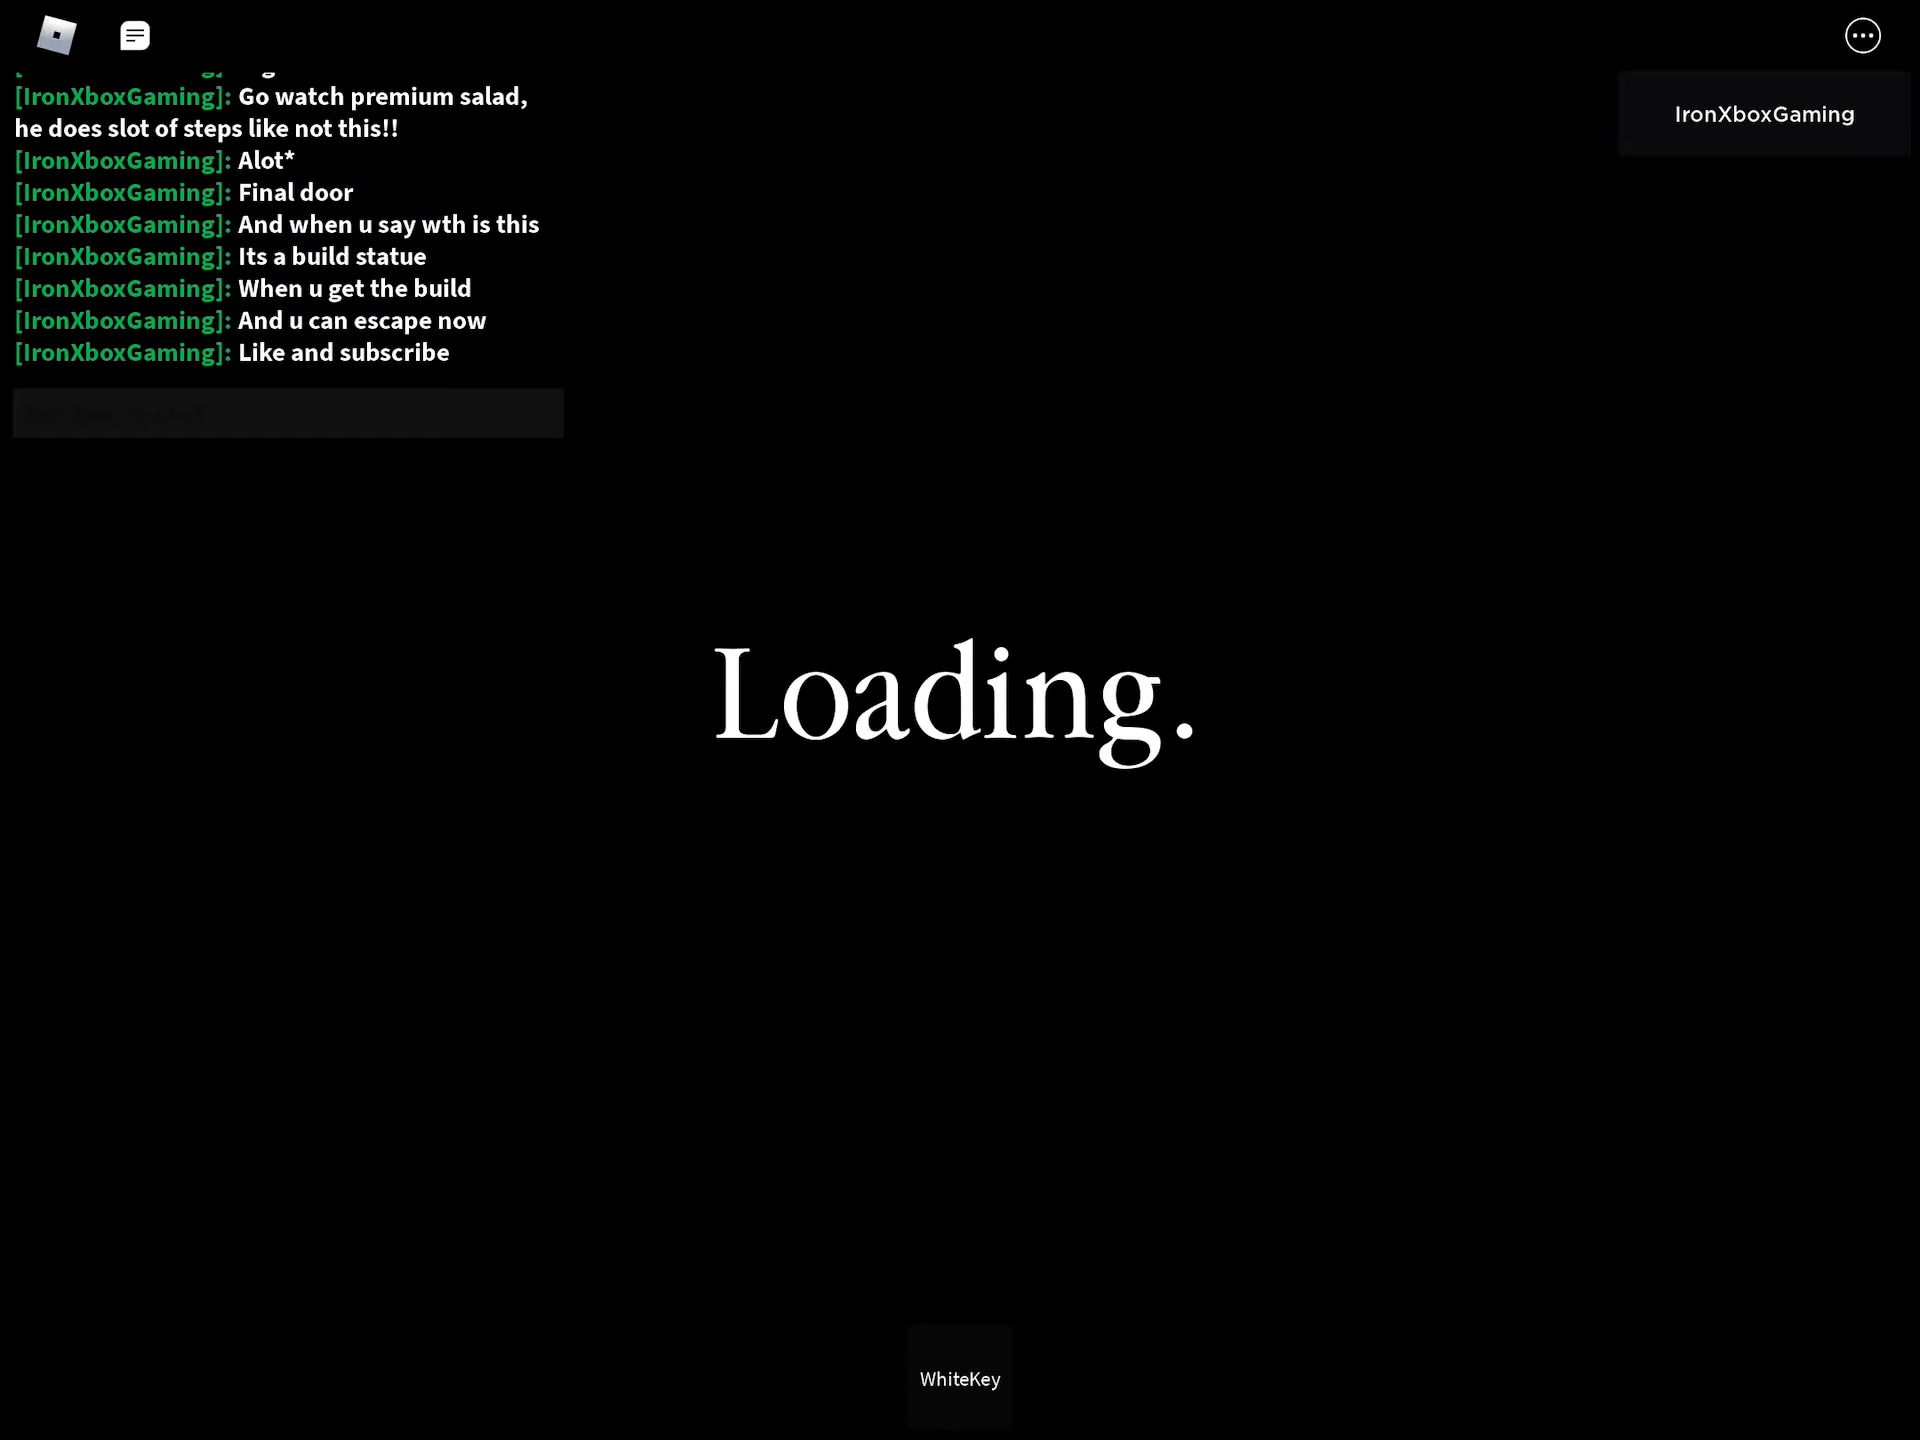 [IronXboxGaming]: Go watch premium salad,
he does slot of steps like not this!!
[IronXboxGaming]: Alot*
[IronXboxGaming]: Final door
[IronXboxGaming]: And when u say wth is this
[IronXboxGaming]: Its a build statue
[IronXboxGaming]: When u get the build
[IronXboxGaming]: And u can escape now
[IronXboxGaming]: Like and subscribe
IronXboxGaming
Loading.
WhiteKey